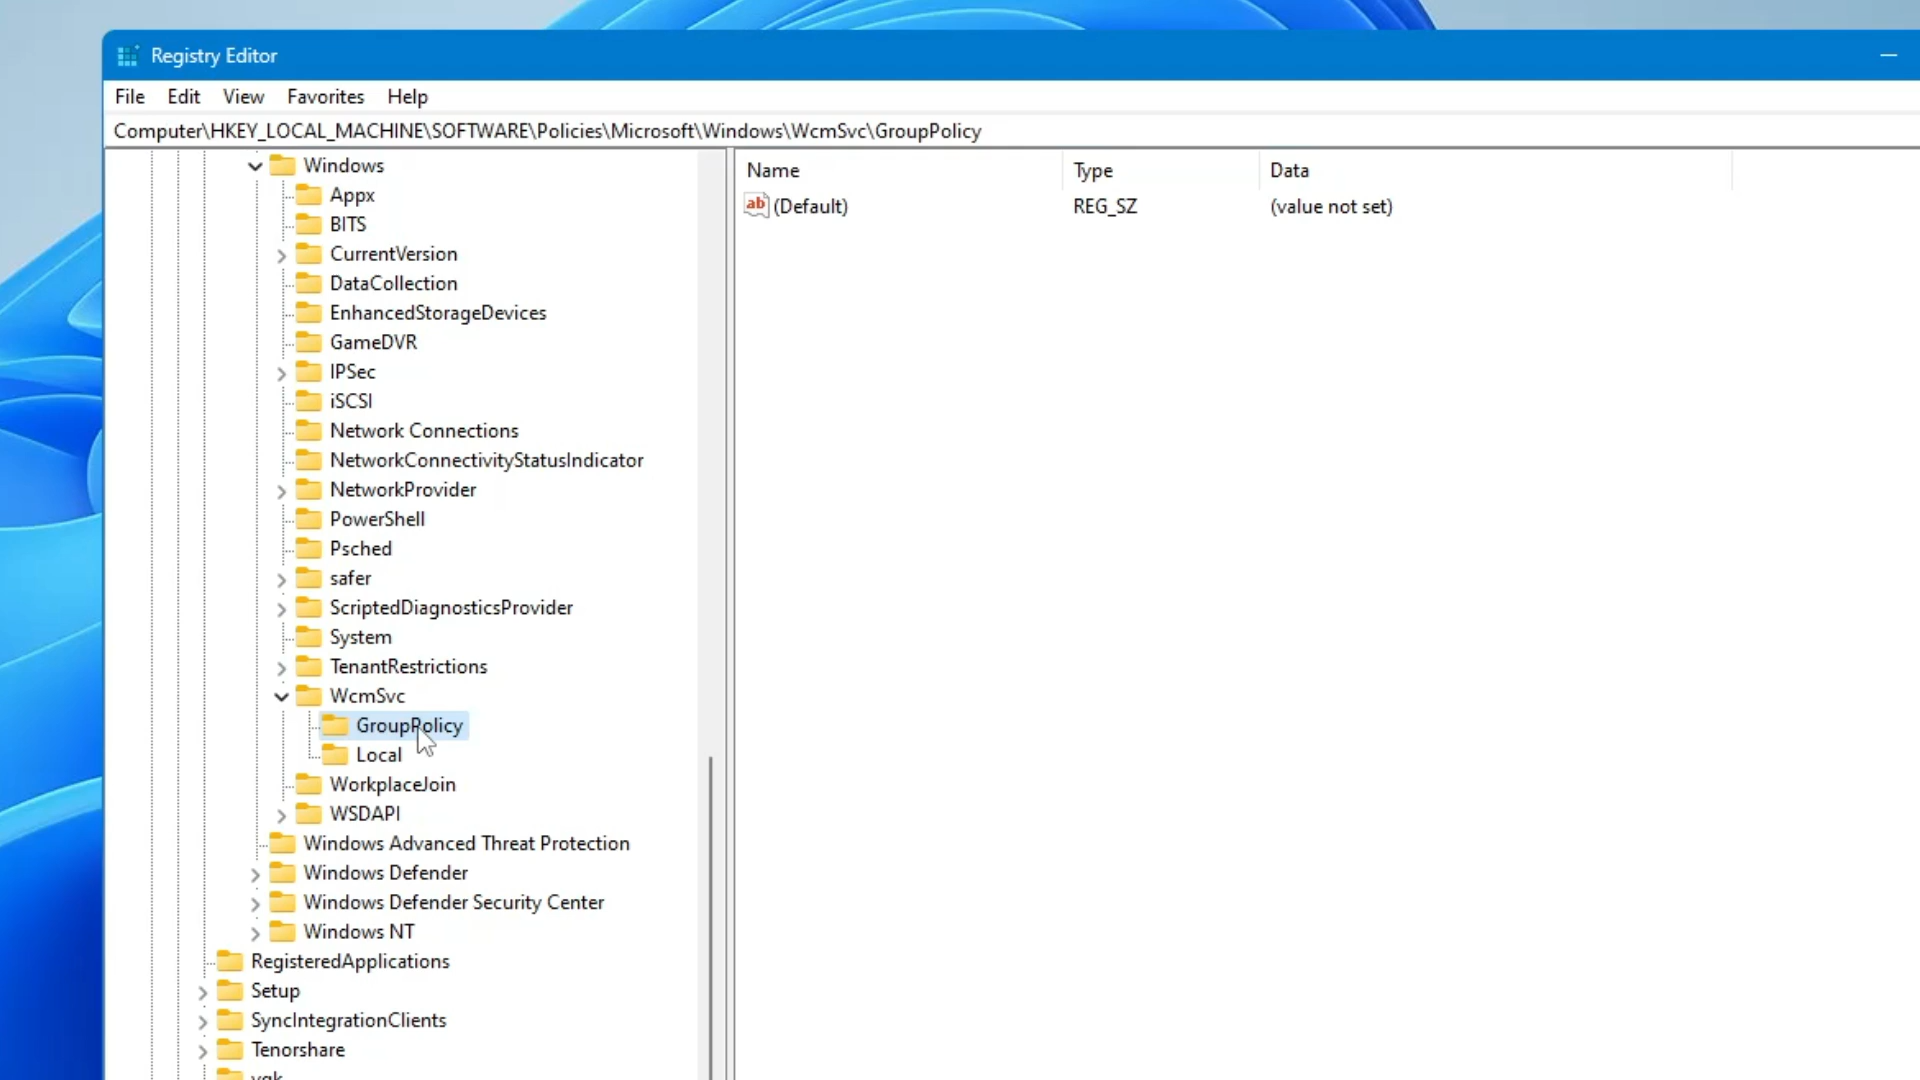 Registry Editor
File Edit View Favorites Help
Computer\HKEY_LOCAL_MACHINE\SOFTWARE\Policies\Microsoft\Windows\WcmSvc\GroupPolicy
Windows
Appx
BITS
CurrentVersion
DataCollection
EnhancedStorageDevices
GameDVR
IPSec
iSCSI
Network Connections
NetworkConnectivityStatusIndicator
NetworkProvider
PowerShell
Psched
safer
ScriptedDiagnosticsProvider
System
TenantRestrictions
WcmSvc
GroupPolicy
Local
WorkplaceJoin
WSDAPI
Windows Advanced Threat Protection
Windows Defender
Windows Defender Security Center
Windows NT
RegisteredApplications
Setup
SyncIntegrationClients
Tenorshare
Name Type Data
ab (Default) REG_SZ (value not set)